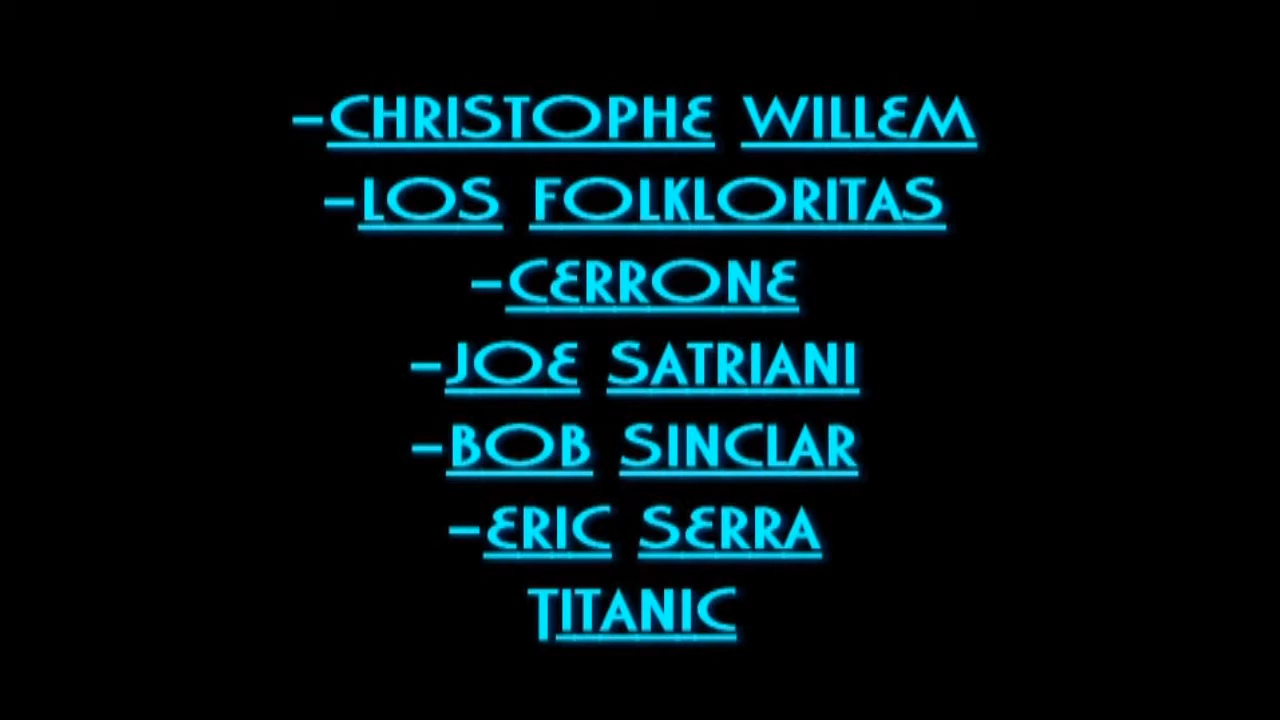 -CHRISTOPHE WILLEM
-LOS FOLKLORITAS
-CERRONE
-JOE SATRIANI
-BOB SINCLAR
-ERIC SERRA
TITANIC